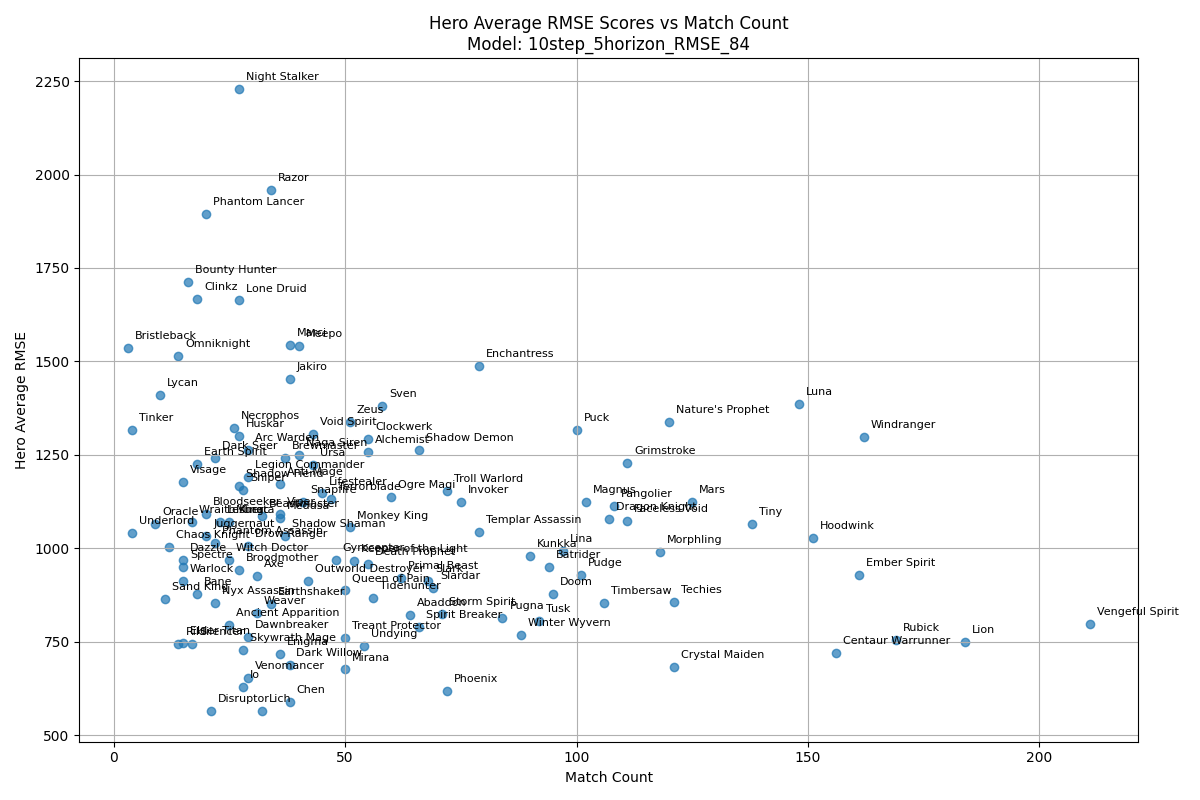 Hero Average RMSE Scores vs Match Count
Model: 10step_5horizon_RMSE_84
2250
Night Stalker
2000
Razor
Phantom Lancer
1750
Bounty Hunter
Clinkz
Lone Druid
Bristleback
Omniknight
Meepo
1500
Enchantress
Jakiro
Lycan
Sven
Luna
Tinker
Necrophos
Zeus
Nature's Prophet
Puck
Huskar
Void Spirit
Clockwerk
Windranger
Arc Warden
Dark Seer
Naga Siren
Alchemist
Shadow Demon
Earth Spirit
Brewmaster
Ursa
1250
Grimstroke
Visage
Legion Commander
Sniper
Anti-Mage
Lifestealer
Snapfire
Terrorblade
Ogre Magi
Troll Warlord
Invoker
Magnus
Pangolier
Mars
Bloodseeker
Viper
Medusa
Dragon Knight
Faceless Void
Oracle
Underlord
Juggernaut
Shadow Shaman
Monkey King
Templar Assassin
Tiny
Hoodwink
Chaos Knight
Phantom Assassin
Drow Ranger
1000
Dazzle
Witch Doctor
Gyrocopter
Keeper of the Light
Death Prophet
Kunkka
Lina
Batrider
Morphling
Spectre
Warlock
Broodmother
Axe
Outworld Destroyer
Primal Beast
Slark
Slardar
Pudge
Ember Spirit
Sand King
Bane
Nyx Assassin
Earthshaker
Queen of Pain
Tidehunter
Doom
Timbersaw
Techies
Weaver
Ancient Apparition
Abaddon
Storm Spirit
Spirit Breaker
Pugna
Tusk
Winter Wyvern
Vengeful Spirit
Dawnbreaker
Treant Protector
Undying
Rubick
Lion
750
Elder Titan
Silencer
Skywrath Mage
Enigma
Dark Willow
Mirana
Crystal Maiden
Centaur Warrunner
Venomancer
Io
Chen
Phoenix
Disruptor
Lich
500
0
50
100
150
200
Hero Average RMSE
Match Count